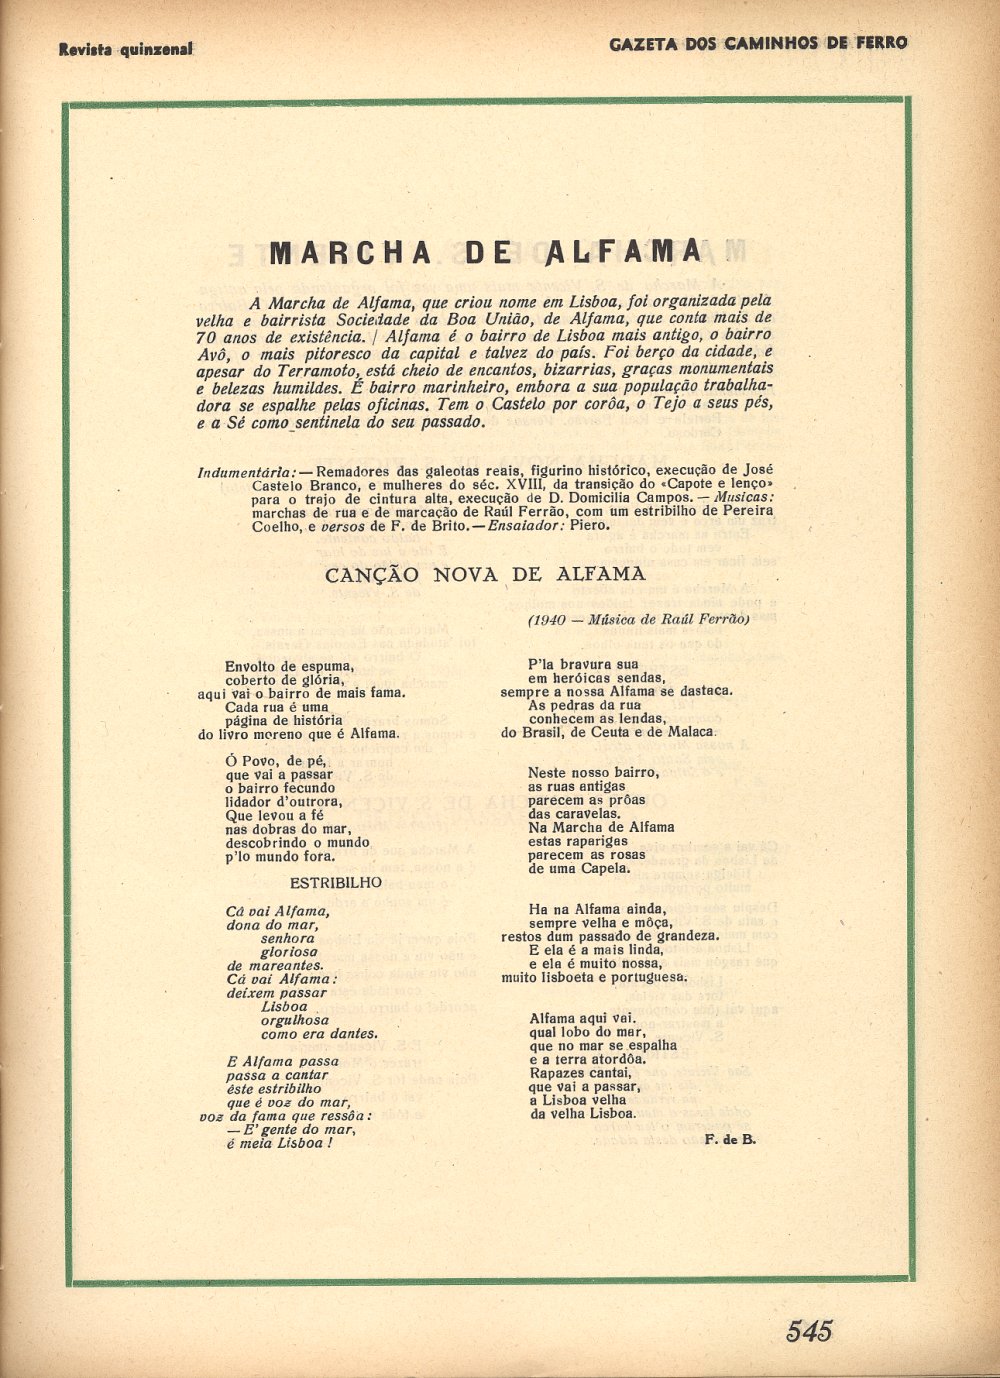 Revista quinzenal
GAZETA DOS CAMINHOS DE FERRO
MARCHA DE ALFAMA
A Marcha de Alfama, que criou nome em Lisboa, foi organizada pela
velha e bairrista Sociedade da Boa União, de Alfama, que conta mais de
70 anos de existência. / Alfama é o bairro de Lisboa mais antigo, o bairro
Avô, o mais pitoresco da capital e talvez do país. Foi berço da cidade, e
apesar do Terramoto, está cheio de encantos, bizarrias, graças monumentais
e belezas humildes. É bairro marinheiro, embora a sua população trabalha-
dora se espalhe pelas oficinas. Tem o Castelo por corôa, o Tejo a seus pés,
e a Sé como sentinela do seu passado.
Indumentária: — Remadores das galeotas reais, figurino histórico, execução de José
Castelo Branco, e mulheres do séc. XVIII, da transição do «Capote e lenço»
para o trajo de cintura alta, execução de D. Domicilia Campos. — Musicas:
marchas de rua e de marcação de Raúl Ferrão, com um estribilho de Pereira
Coelho, e versos de F. de Brito. — Ensaiador: Piero.
CANÇÃO NOVA DE ALFAMA
(1940 — Música de Raúl Ferrão)
Envolto de espuma,
coberto de glória,
aqui vai o bairro de mais fama.
Cada rua é uma
página de história
do livro moreno que é Alfama.
Ó Povo, de pé,
que vai a passar
o bairro fecundo
lidador d'outrora,
Que levou a fé
nas dobras do mar,
descobrindo o mundo
p'lo mundo fora.
ESTRIBILHO
Cá vai Alfama,
dona do mar,
senhora
gloriosa
de mareantes.
Cá vai Alfama:
deixem passar
Lisboa
orgulhosa
como era dantes.
E Alfama passa
passa a cantar
êste estribilho
que é voz do mar,
voz da fama que ressôa:
— E' gente do mar,
é meia Lisboa !
P'la bravura sua
em heróicas sendas,
sempre a nossa Alfama se dastaca.
As pedras da rua
conhecem as lendas,
do Brasil, de Ceuta e de Malaca.
Neste nosso bairro,
as ruas antigas
parecem as prôas
das caravelas.
Na Marcha de Alfama
estas raparigas
parecem as rosas
de uma Capela.
Ha na Alfama ainda,
sempre velha e môça,
restos dum passado de grandeza.
E ela é a mais linda,
e ela é muito nossa,
muito lisboeta e portuguesa.
Alfama aqui vai.
qual lobo do mar,
que no mar se espalha
e a terra atordôa.
Rapazes cantai,
que vai a passar,
a Lisboa velha
da velha Lisboa.
F. de B.
545